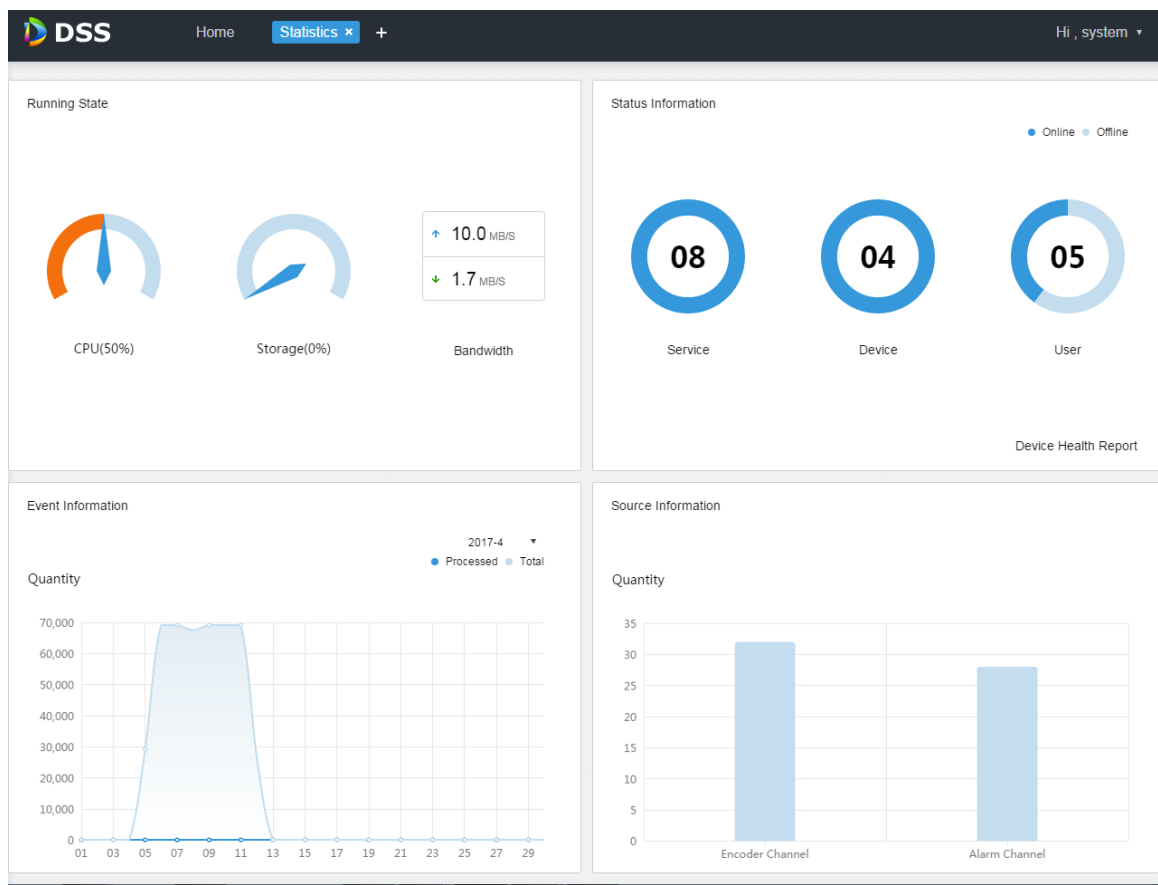 DSS Home Statistics × + Hi , system ▾
Running State
10.0 MB/S
1.7 MB/S
CPU(50%) Storage(0%) Bandwidth
Status Information
Online Offline
08 04 05
Service Device User
Device Health Report
Event Information
2017-4 ▾
Processed Total
Quantity
70,000
60,000
50,000
40,000
30,000
20,000
10,000
0
01 03 05 07 09 11 13 15 17 19 21 23 25 27 29
Source Information
Quantity
35
30
25
20
15
10
5
0
Encoder Channel Alarm Channel